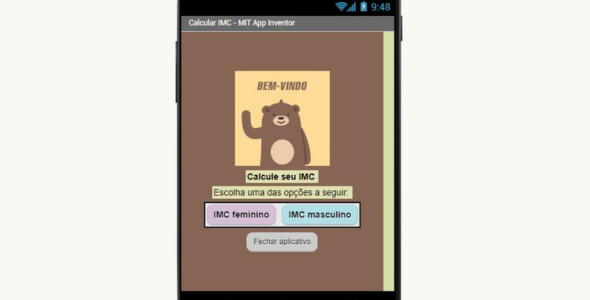 9:48
Calcular IMC - MIT App Inventor
BEM-VINDO
Calcule seu IMC
Escolha uma das opções a seguir:
IMC feminino IMC masculino
Fechar aplicativo